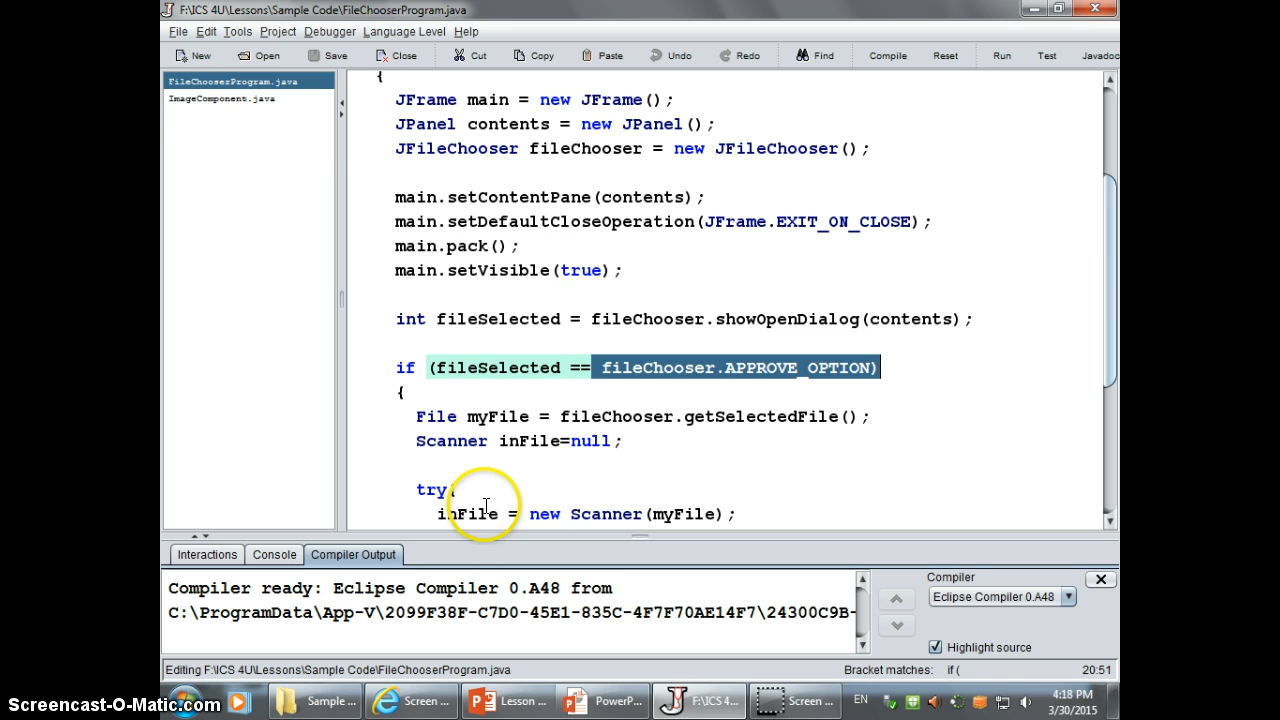 F:\ICS 4U\Lessons\Sample Code\FileChooserProgram.java
File Edit Tools Project Debugger Language Level Help
New Open Save Close Cut Copy Paste Undo Redo Find Compile Reset Run Test Javadoc
FileChooserProgram.java
ImageComponent.java
{
JFrame main = new JFrame();
JPanel contents = new JPanel();
JFileChooser fileChooser = new JFileChooser();
main.setContentPane(contents);
main.setDefaultCloseOperation(JFrame.EXIT_ON_CLOSE);
main.pack();
main.setVisible(true);
int fileSelected = fileChooser.showOpenDialog(contents);
if (fileSelected == fileChooser.APPROVE_OPTION)
{
File myFile = fileChooser.getSelectedFile();
Scanner inFile=null;
try{
inFile = new Scanner(myFile);
Interactions Console Compiler Output
Compiler ready: Eclipse Compiler 0.A48 from
C:\ProgramData\App-V\2099F38F-C7D0-45E1-835C-4F7F70AE14F7\24300C9B-
Compiler
Eclipse Compiler 0.A48
Highlight source
Editing F:\ICS 4U\Lessons\Sample Code\FileChooserProgram.java
Bracket matches: if (
20:51
Sample ... Screen ... Lesson ... PowerP... F:\ICS 4... Screen ... EN
4:18 PM
3/30/2015
Screencast-O-Matic.com